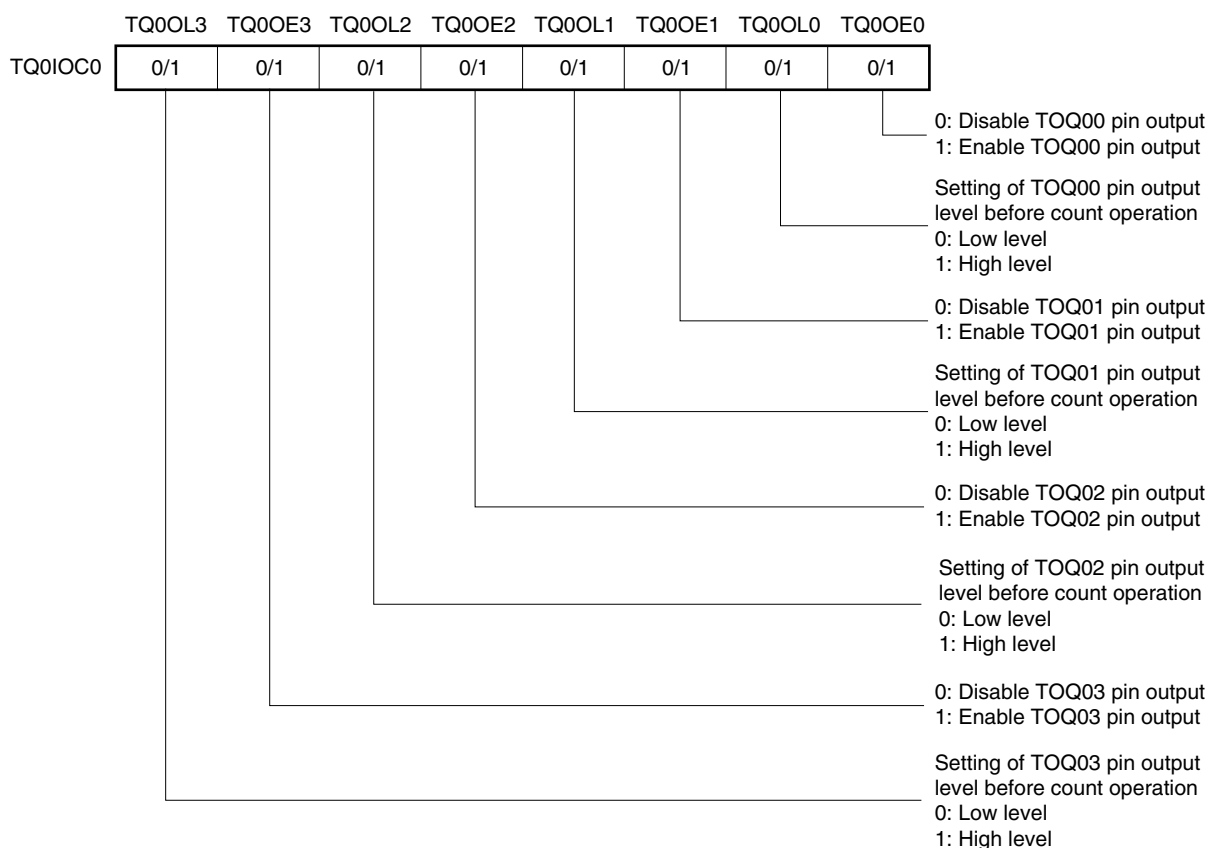 TQ0OL3 TQ0OE3 TQ0OL2 TQ0OE2 TQ0OL1 TQ0OE1 TQ0OL0 TQ0OE0
TQ0IOC0 0/1 0/1 0/1 0/1 0/1 0/1 0/1 0/1
0: Disable TOQ00 pin output
1: Enable TOQ00 pin output
Setting of TOQ00 pin output
level before count operation
0: Low level
1: High level
0: Disable TOQ01 pin output
1: Enable TOQ01 pin output
Setting of TOQ01 pin output
level before count operation
0: Low level
1: High level
0: Disable TOQ02 pin output
1: Enable TOQ02 pin output
Setting of TOQ02 pin output
level before count operation
0: Low level
1: High level
0: Disable TOQ03 pin output
1: Enable TOQ03 pin output
Setting of TOQ03 pin output
level before count operation
0: Low level
1: High level